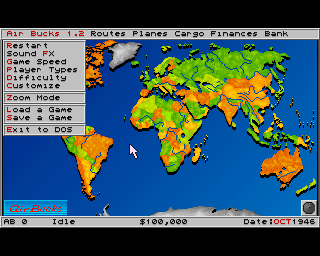 Air Bucks 1.2 Routes Planes Cargo Finances Bank
Restart
Sound FX
Game Speed
Player Types
Difficulty
Customize
Zoom Mode
Load a Game
Save a Game
Exit to DOS
AirBucks
AB 0 Idle $100,000 Date:OCT1946